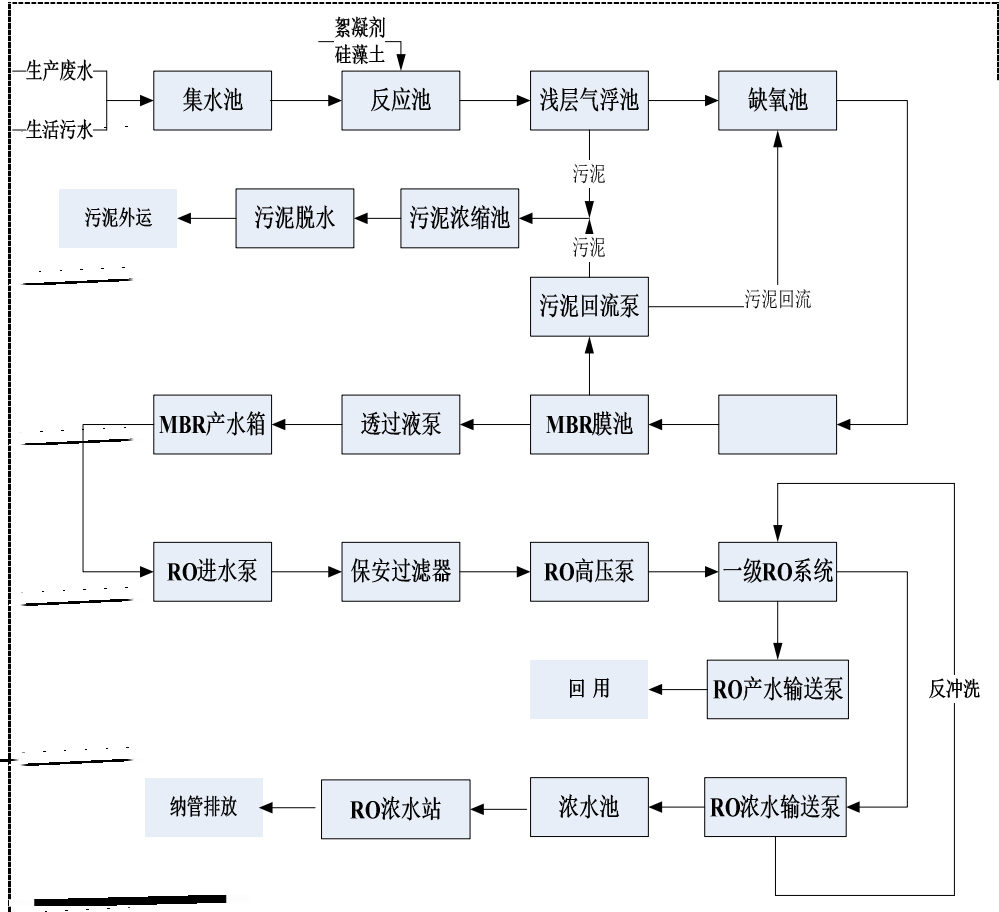 絮凝剂
硅藻土
生产废水
生活污水
集水池
反应池
浅层气浮池
缺氧池
污泥
污泥外运
污泥脱水
污泥浓缩池
污泥
污泥回流泵
污泥回流
MBR产水箱
透过液泵
MBR膜池
RO进水泵
保安过滤器
RO高压泵
一级RO系统
回 用
RO产水输送泵
反冲洗
纳管排放
RO浓水站
浓水池
RO浓水输送泵